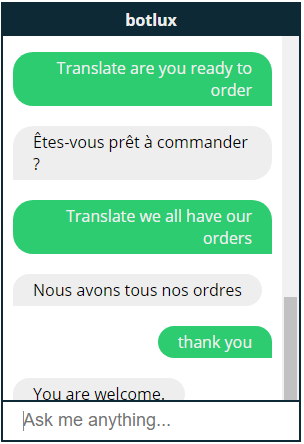 botlux
Translate are you ready to
order
Êtes-vous prêt à commander
?
Translate we all have our
orders
Nous avons tous nos ordres
thank you
You are welcome.
Ask me anything...